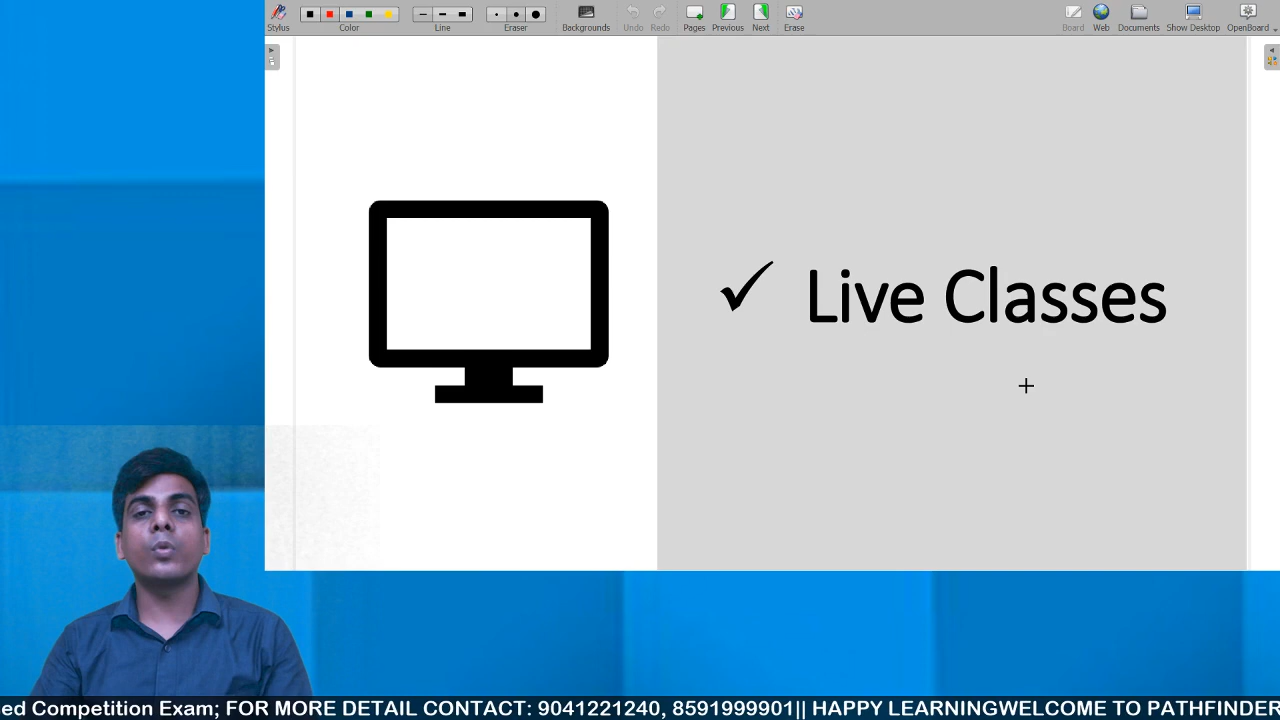 Stylus Color Line Eraser Backgrounds Undo Redo Pages Previous Next Erase Board Web Documents Show Desktop OpenBoard
✓ Live Classes
ed Competition Exam; FOR MORE DETAIL CONTACT: 9041221240, 8591999901|| HAPPY LEARNINGWELCOME TO PATHFINDER